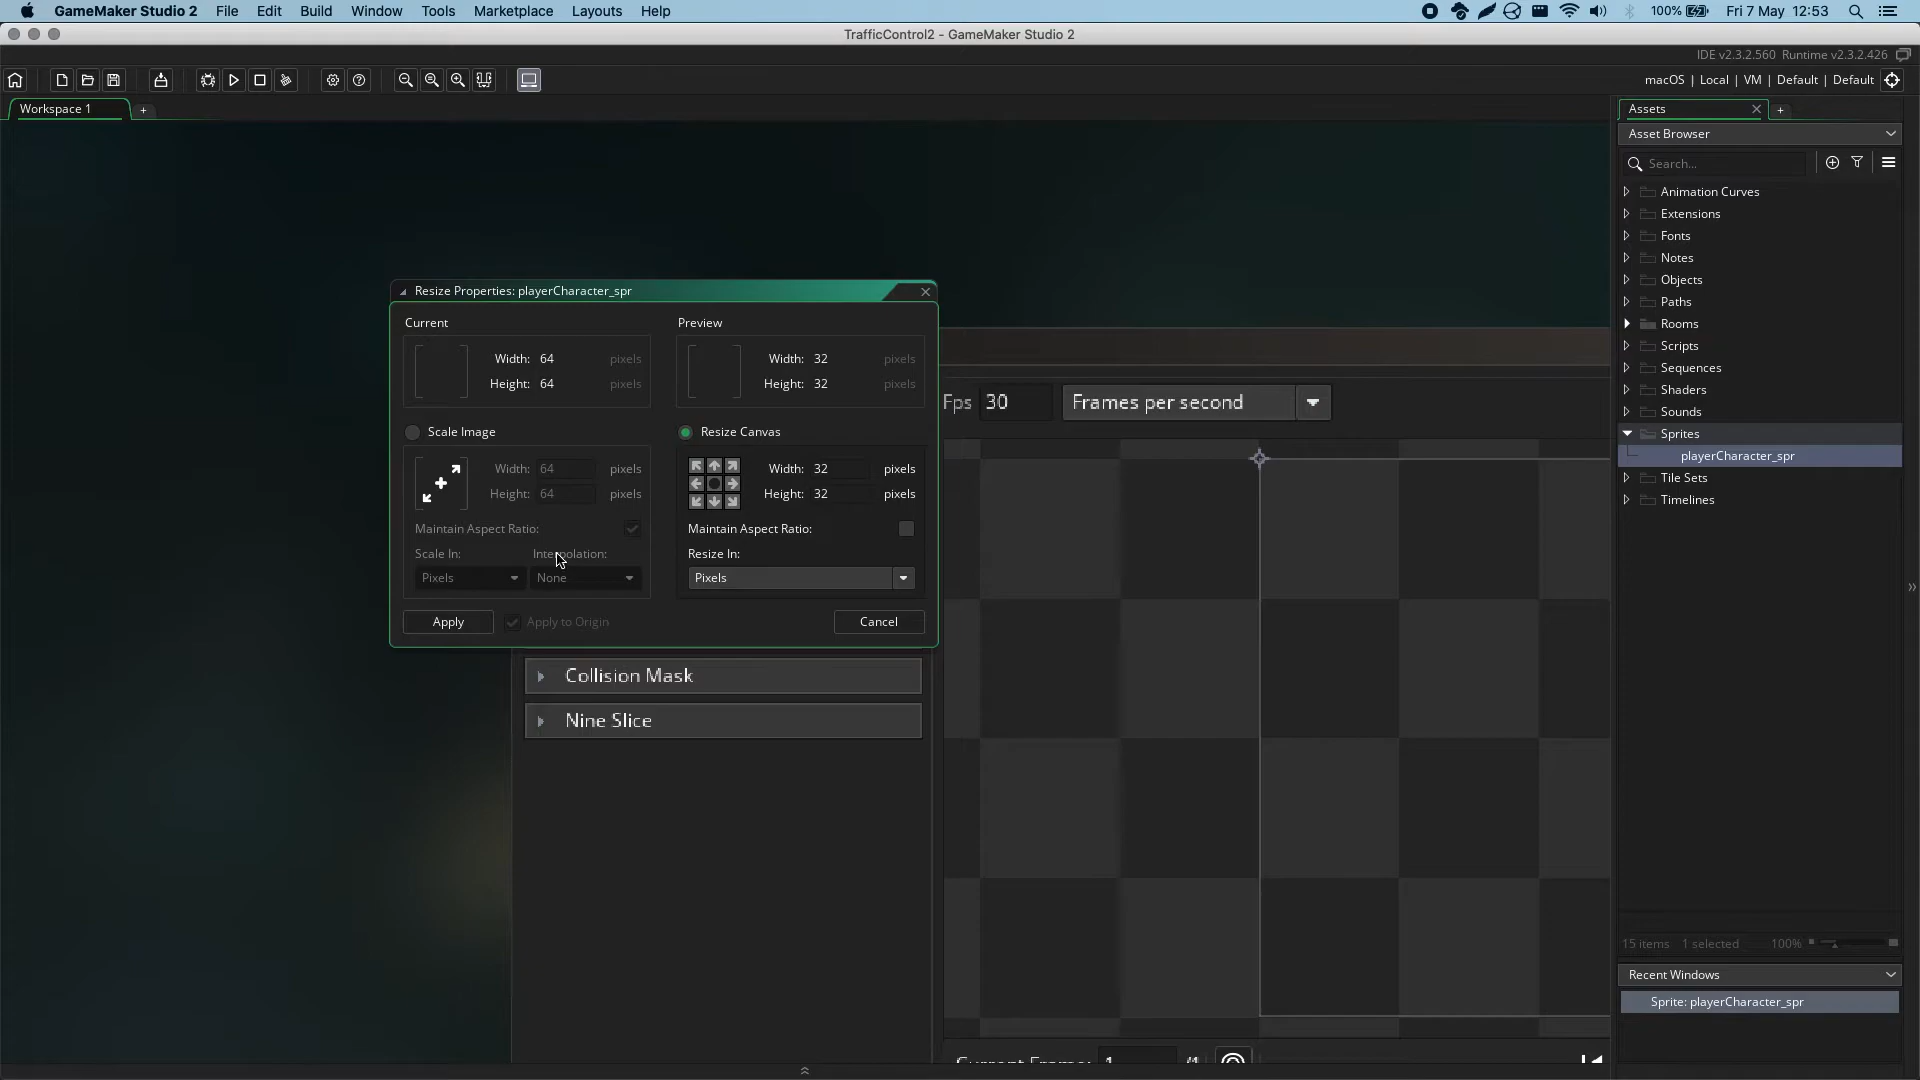 GameMaker Studio 2 File Edit Build Window Tools Marketplace Layouts Help 100% Fri 7 May 12:53
TrafficControl2 - GameMaker Studio 2
IDE v2.3.2.560 Runtime v2.3.2.426
macOS | Local | VM | Default | Default
Workspace 1 +
Assets
Asset Browser
Search...
Animation Curves
Extensions
Fonts
Notes
Objects
Paths
Rooms
Scripts
Sequences
Shaders
Sounds
Sprites
playerCharacter_spr
Tile Sets
Timelines
15 items 1 selected 100%
Recent Windows
Sprite: playerCharacter_spr
Resize Properties: playerCharacter_spr
Current
Width: 64 pixels
Height: 64 pixels
Preview
Width: 32 pixels
Height: 32 pixels
Scale Image
Width: 64 pixels
Height: 64 pixels
Maintain Aspect Ratio:
Scale In: Interpolation:
Pixels None
Resize Canvas
Width: 32 pixels
Height: 32 pixels
Maintain Aspect Ratio:
Resize In:
Pixels
Apply Apply to Origin Cancel
Fps 30 Frames per second
Collision Mask
Nine Slice
Current Frame: 1 /1